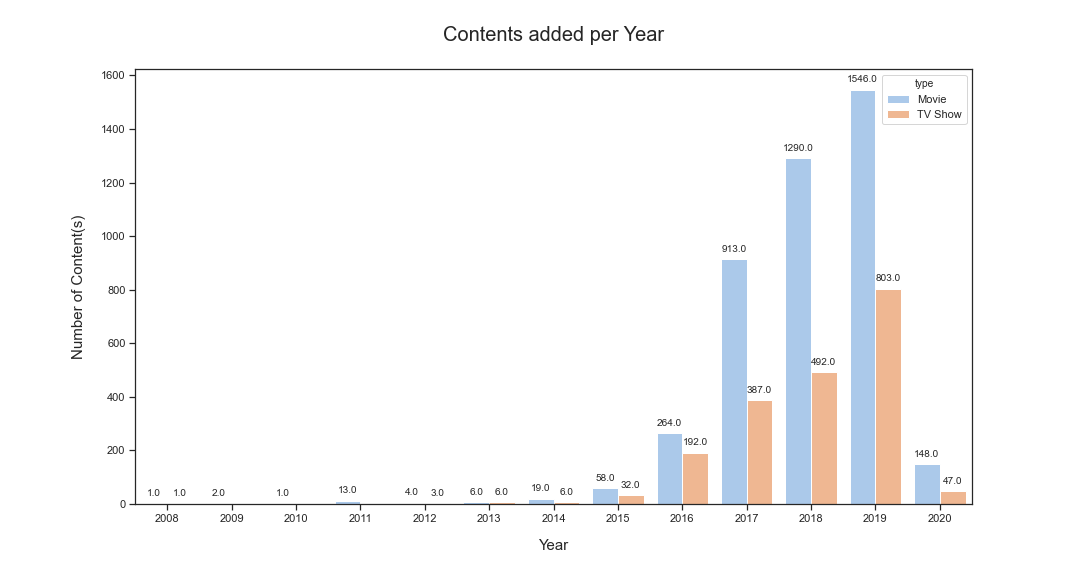 Contents added per Year
Number of Content(s)
1600
1400
1200
1000
800
600
400
200
0
type
Movie
TV Show
1.0 1.0 2.0 1.0 13.0 4.0 3.0 6.0 6.0 19.0 6.0 58.0 32.0 264.0 192.0 913.0 387.0 1290.0 492.0 1546.0 803.0 148.0 47.0
2008 2009 2010 2011 2012 2013 2014 2015 2016 2017 2018 2019 2020
Year